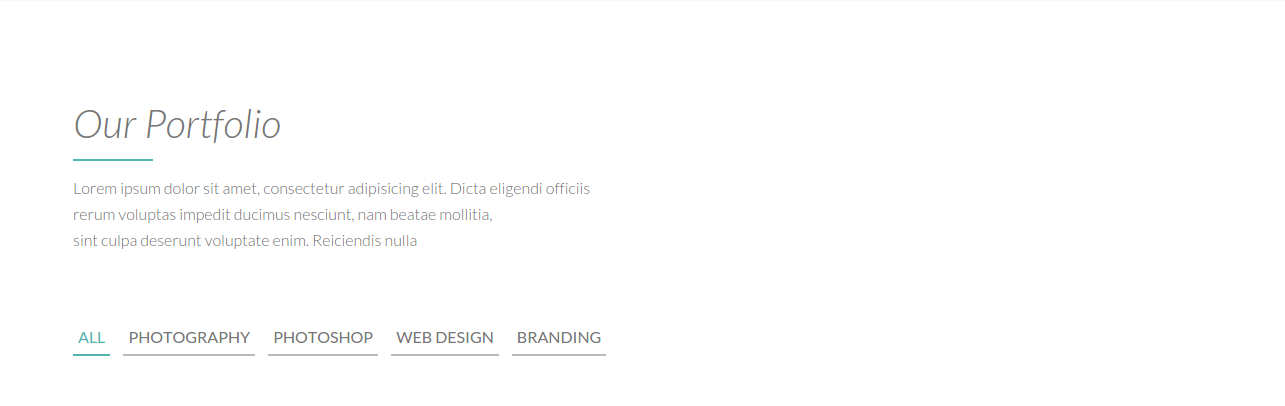 Our Portfolio
Lorem ipsum dolor sit amet, consectetur adipisicing elit. Dicta eligendi officiis
rerum voluptas impedit ducimus nesciunt, nam beatae mollitia,
sint culpa deserunt voluptate enim. Reiciendis nulla
ALL PHOTOGRAPHY PHOTOSHOP WEB DESIGN BRANDING